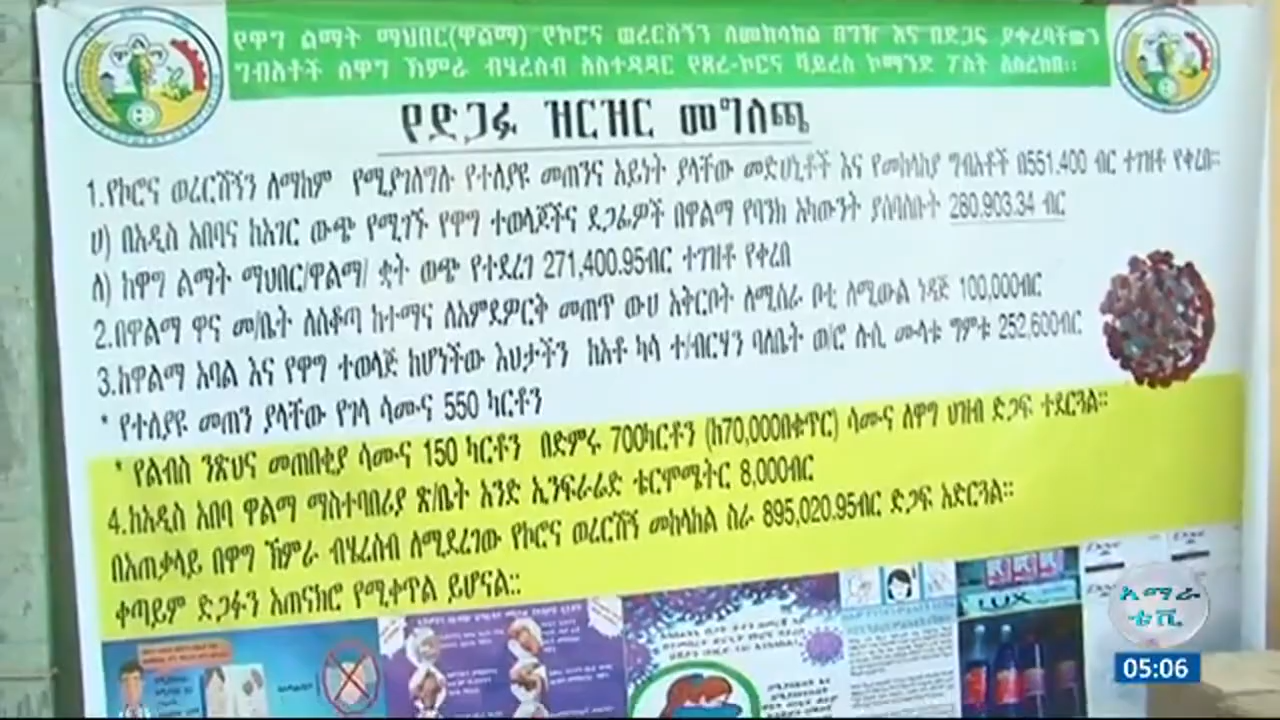 የዋግ ልማት ማህበር(ዋልማ) የኮሮና ወረርሽኝን ለመከላከል በግዥ እና በድጋፍ ያቀረባቸውን
ግብአቶች ለዋግ ኽምራ ብሄረሰብ አስተዳደር የጸረ-ኮርና ቫይረስ ኮማንድ ፖስት ሲያስረክብ።
የድጋፉ ዝርዝር መግለጫ
1.የኮሮና ወረርሽኝን ለማከም የሚያገለግሉ የተለያዩ መጠንና አይነት ያላቸው መድሀኒቶች እና የመከላከያ ግብአቶች በ551.400 ብር ተገዝቶ የቀረበ።
ሀ) በአዲስ አበባና ከአገር ውጭ የሚገኙ የዋግ ተወላጆችና ደጋፊዎች በዋልማ የባንክ አካውንት ያሰባሰቡት 280.903.34 ብር
ለ) ከዋግ ልማት ማህበር/ዋልማ/ ቋት ወጭ የተደረገ 271,400.95ብር ተገዝቶ የቀረበ
2.በዋልማ ዋና መ/ቤት ለሰቆጣ ከተማና ለአምደዎርቅ መጠጥ ውሀ አቅርቦት ለሚሰራ ቦቲ ለሚውል ነዳጅ 100,000ብር
3.ከዋልማ አባል እና የዋግ ተወላጅ ከሆነችው እህታችን ከአቶ ካሳ ተ/ብርሃን ባለቤት ወ/ሮ ሱሲ ሙላቱ ግምቱ 252,600ብር
* የተለያዩ መጠን ያላቸው የገላ ሳሙና 550 ካርቶን
* የልብስ ንጽህና መጠበቂያ ሳሙና 150 ካርቶን በድምሩ 700ካርቶን (ከ70,000በቁጥር) ሳሙና ለዋግ ህዝብ ድጋፍ ተደርጓል።
4.ከአዲስ አበባ ዋልማ ማስተባበሪያ ጽ/ቤት አንድ ኢንፍራሬድ ቴርሞሜትር 8,000ብር
በአጠቃላይ በዋግ ኽምራ ብሄረሰብ ለሚደረገው የኮሮና ወረርሽኝ መከላከል ስራ 895,020.95ብር ድጋፍ አድርጓል።
ቀጣይም ድጋፉን አጠናክሮ የሚቀጥል ይሆናል።
LUX
አማራ
ቴቪ
05:06